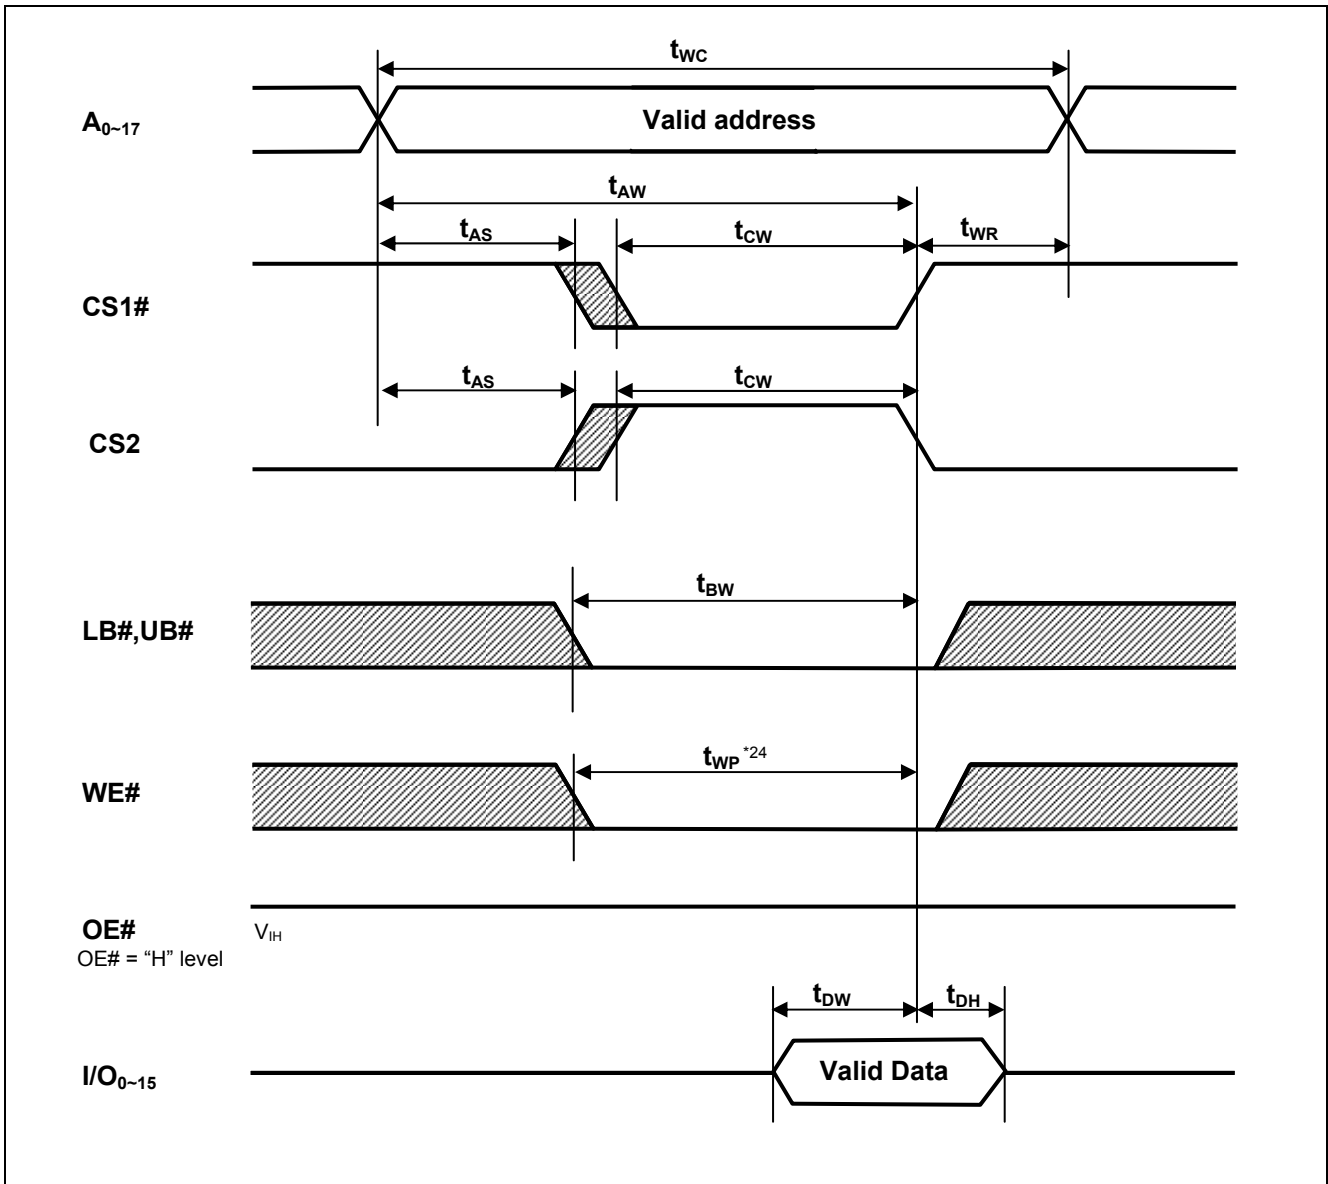 tWC
A0~17
Valid address
tAW
tAS
tCW
tWR
CS1#
tAS
tCW
CS2
tBW
LB#,UB#
tWP *24
WE#
OE#
VIH
OE# = “H” level
tDW
tDH
I/O0~15
Valid Data